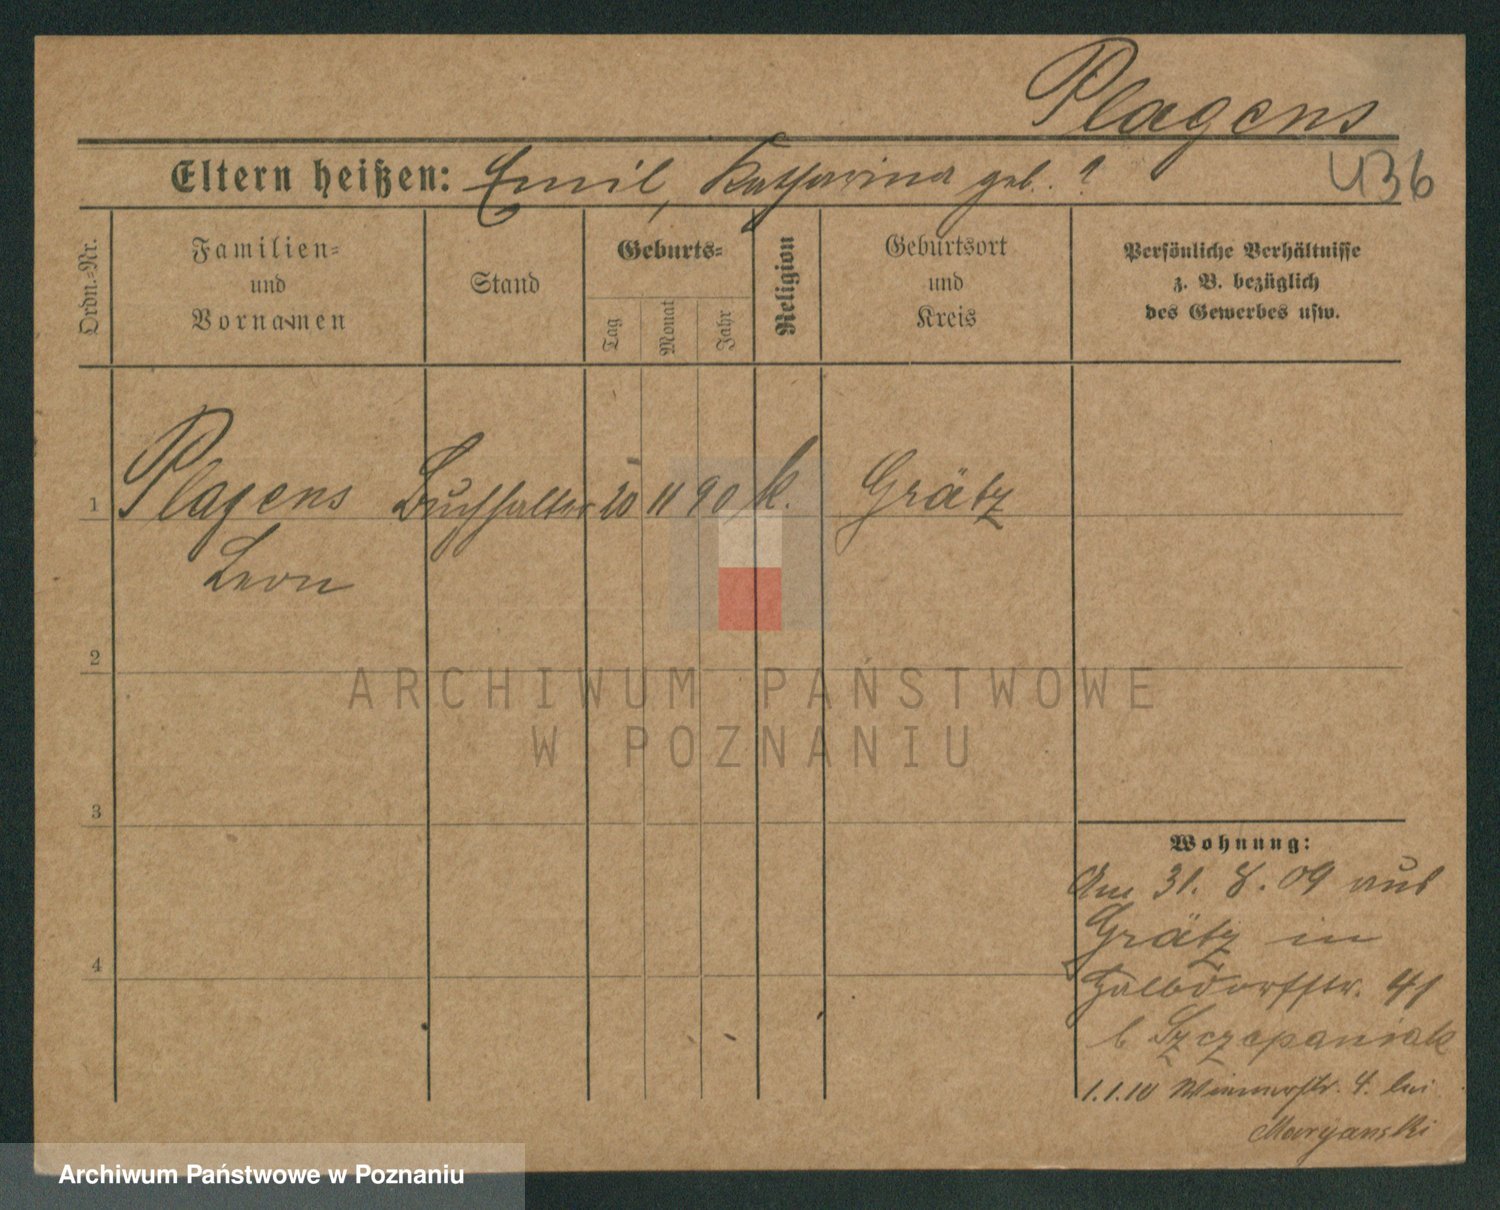 Plagens
Eltern heißen: Emil, Katharina geb. ?
436
Ordn.-Nr.
Familien-
und
Vornamen
Stand
Geburts-
Tag
Monat
Jahr
Religion
Geburtsort
und
Kreis
Persönliche Verhältnisse
z. B. bezüglich
des Gewerbes usw.
1 Plagens Buchhalter 20 11 90 k. Grätz
Leon
2
ARCHIWUM PAŃSTWOWE
W POZNANIU
3
4
Wohnung:
Am 31. 8. 09 aus
Grätz in
Halbdorfstr. 41
b Szczepaniak
1.1.10 4. bei
Maryanski
Archiwum Państwowe w Poznaniu